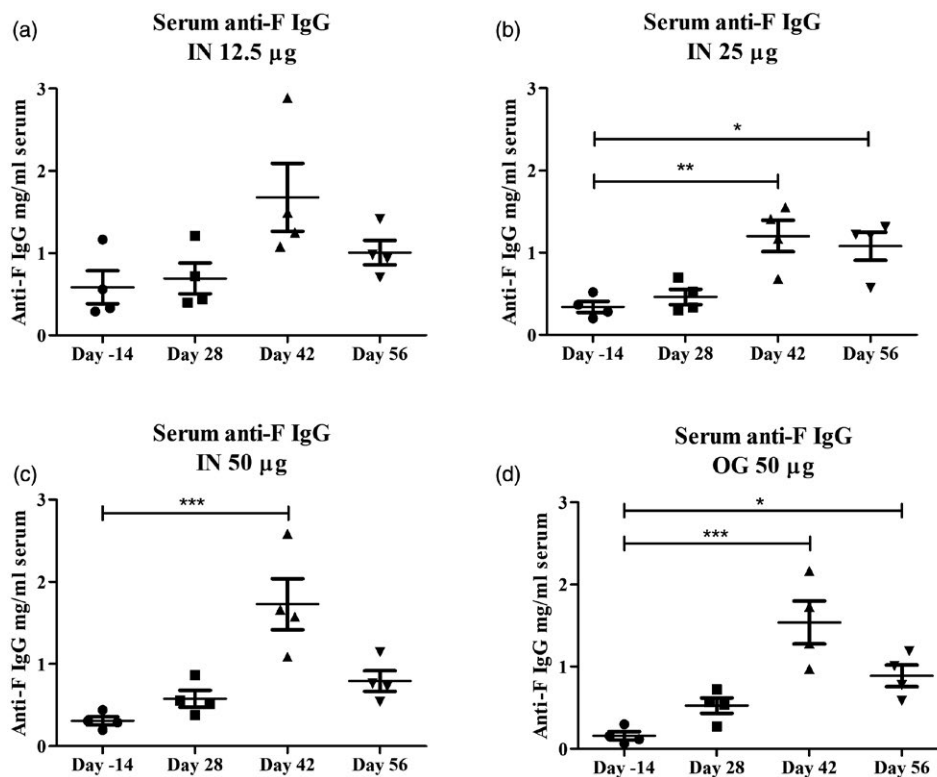 (a)
Serum anti-F IgG
IN 12.5 µg
Anti-F IgG mg/ml serum
3
2
1
0
Day -14 Day 28 Day 42 Day 56
(b)
Serum anti-F IgG
IN 25 µg
Anti-F IgG mg/ml serum
3
2
1
0
*
**
Day -14 Day 28 Day 42 Day 56
(c)
Serum anti-F IgG
IN 50 µg
Anti-F IgG mg/ml serum
3
2
1
0
***
Day -14 Day 28 Day 42 Day 56
(d)
Serum anti-F IgG
OG 50 µg
Anti-F IgG mg/ml serum
3
2
1
0
*
***
Day -14 Day 28 Day 42 Day 56